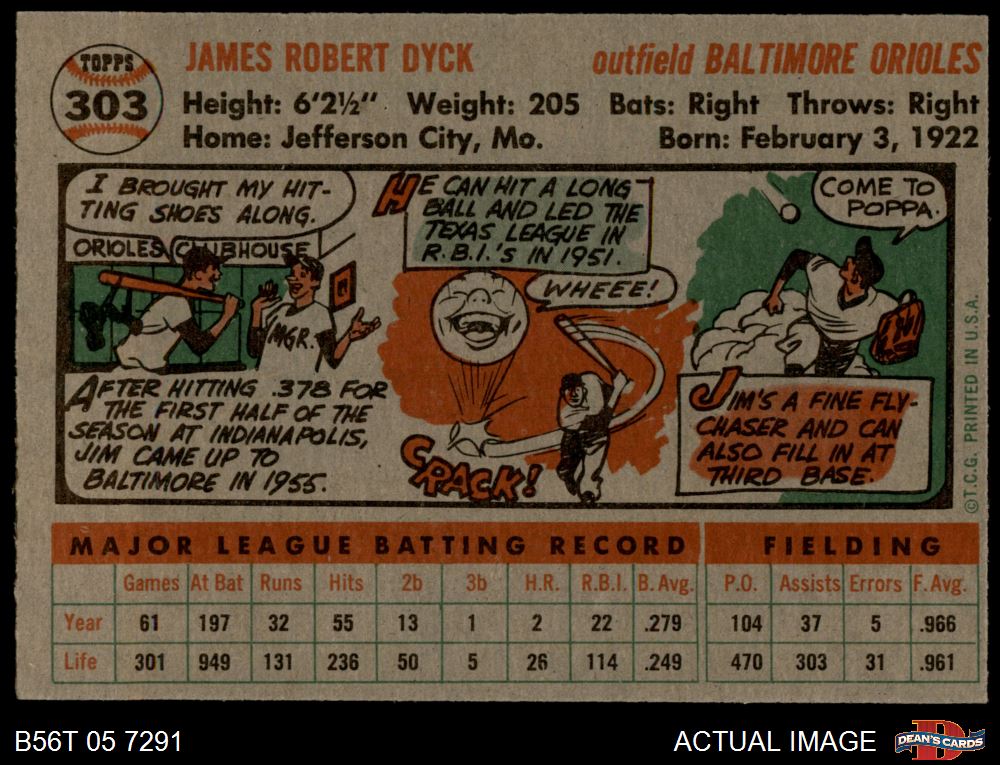 TOPPS
303
JAMES ROBERT DYCK
outfield BALTIMORE ORIOLES
Height: 6'2½" Weight: 205 Bats: Right Throws: Right
Home: Jefferson City, Mo. Born: February 3, 1922
I BROUGHT MY HIT-
TING SHOES ALONG.
ORIOLES CLUBHOUSE
MGR.
AFTER HITTING .378 FOR
THE FIRST HALF OF THE
SEASON AT INDIANAPOLIS,
JIM CAME UP TO
BALTIMORE IN 1955.
HE CAN HIT A LONG
BALL AND LED THE
TEXAS LEAGUE IN
R.B.I.'S IN 1951.
WHEEE!
CRACK!
COME TO
POPPA.
JIM'S A FINE FLY-
CHASER AND CAN
ALSO FILL IN AT
THIRD BASE.
©T.C.G. PRINTED IN U.S.A.
MAJOR LEAGUE BATTING RECORD FIELDING
Games At Bat Runs Hits 2b 3b H.R. R.B.I. B. Avg. P.O. Assists Errors F. Avg.
Year 61 197 32 55 13 1 2 22 .279 104 37 5 .966
Life 301 949 131 236 50 5 26 114 .249 470 303 31 .961
B56T 05 7291
ACTUAL IMAGE
DEAN'S CARDS